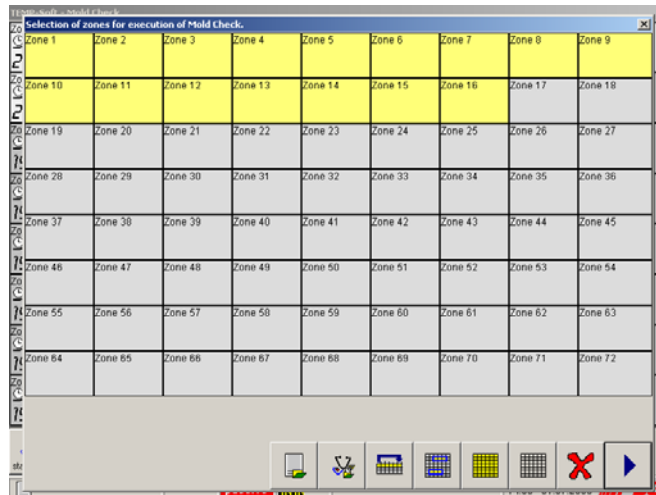 TEMP-Soft - Mold Check
Selection of zones for execution of Mold Check.
Zone 1 Zone 2 Zone 3 Zone 4 Zone 5 Zone 6 Zone 7 Zone 8 Zone 9
Zone 10 Zone 11 Zone 12 Zone 13 Zone 14 Zone 15 Zone 16 Zone 17 Zone 18
Zone 19 Zone 20 Zone 21 Zone 22 Zone 23 Zone 24 Zone 25 Zone 26 Zone 27
Zone 28 Zone 29 Zone 30 Zone 31 Zone 32 Zone 33 Zone 34 Zone 35 Zone 36
Zone 37 Zone 38 Zone 39 Zone 40 Zone 41 Zone 42 Zone 43 Zone 44 Zone 45
Zone 46 Zone 47 Zone 48 Zone 49 Zone 50 Zone 51 Zone 52 Zone 53 Zone 54
Zone 55 Zone 56 Zone 57 Zone 58 Zone 59 Zone 60 Zone 61 Zone 62 Zone 63
Zone 64 Zone 65 Zone 66 Zone 67 Zone 68 Zone 69 Zone 70 Zone 71 Zone 72